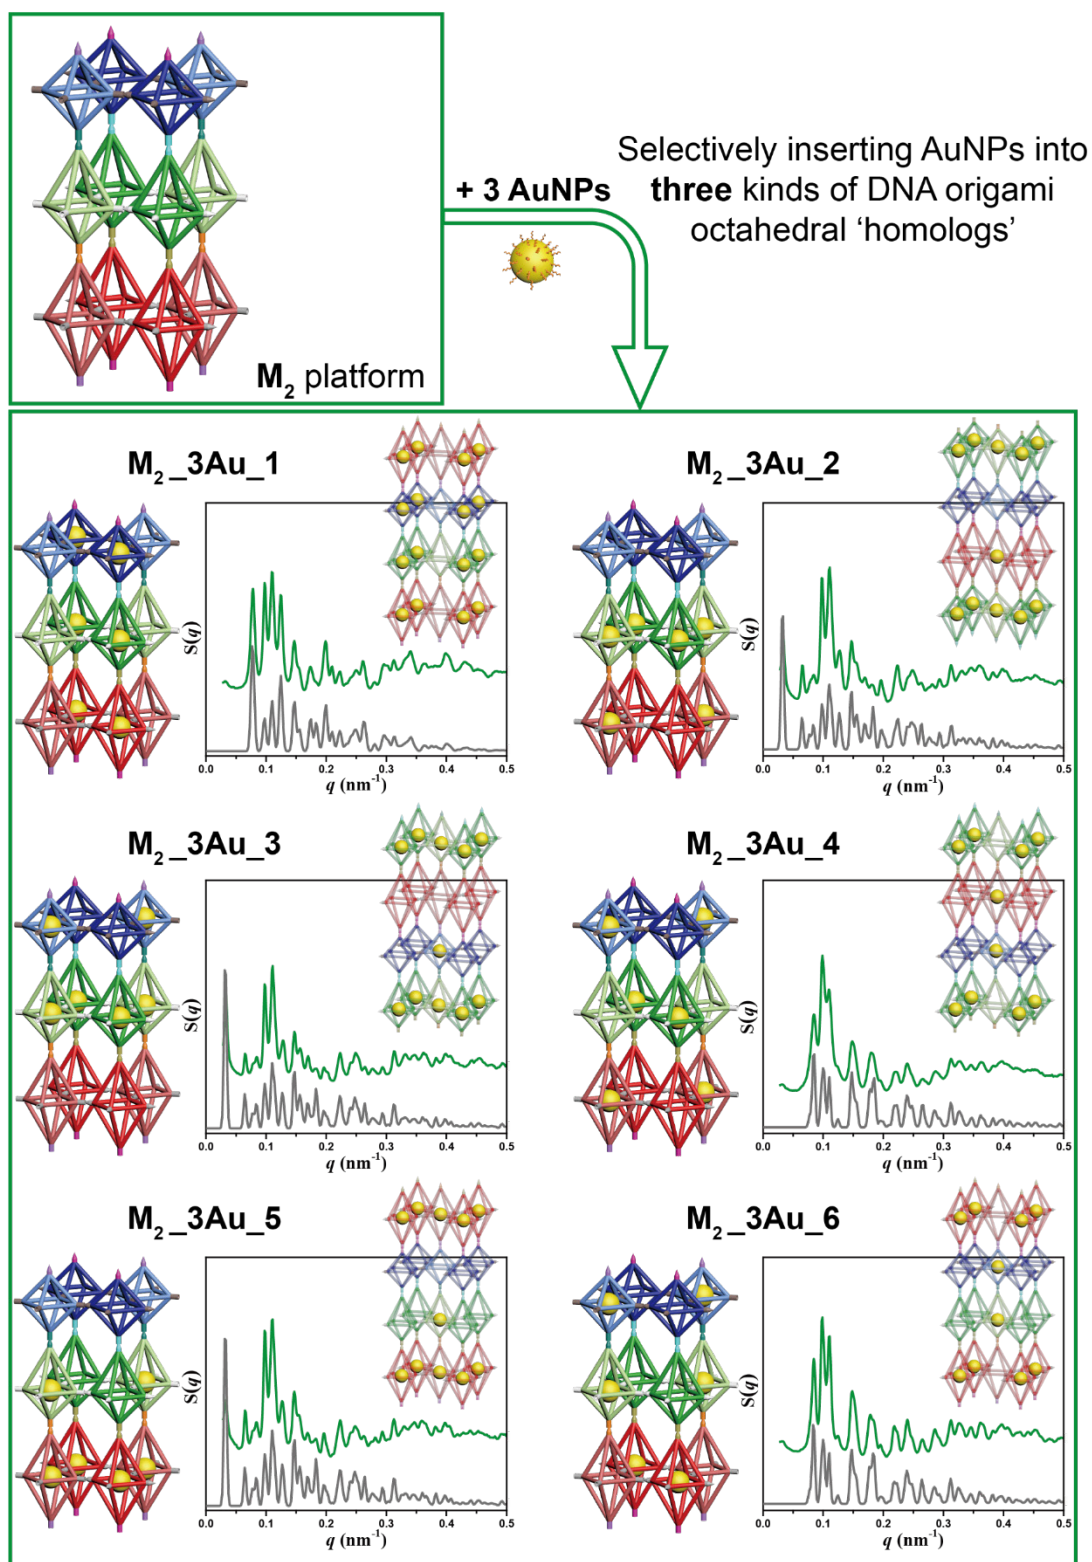 Selectively inserting AuNPs into
+ 3 AuNPs
three kinds of DNA origami
octahedral ‘homologs’
M₂ platform
M₂_3Au_1
S(q)
0.0 0.1 0.2 0.3 0.4 0.5
q (nm⁻¹)
M₂_3Au_2
S(q)
0.0 0.1 0.2 0.3 0.4 0.5
q (nm⁻¹)
M₂_3Au_3
S(q)
0.0 0.1 0.2 0.3 0.4 0.5
q (nm⁻¹)
M₂_3Au_4
S(q)
0.0 0.1 0.2 0.3 0.4 0.5
q (nm⁻¹)
M₂_3Au_5
S(q)
0.0 0.1 0.2 0.3 0.4 0.5
q (nm⁻¹)
M₂_3Au_6
S(q)
0.0 0.1 0.2 0.3 0.4 0.5
q (nm⁻¹)